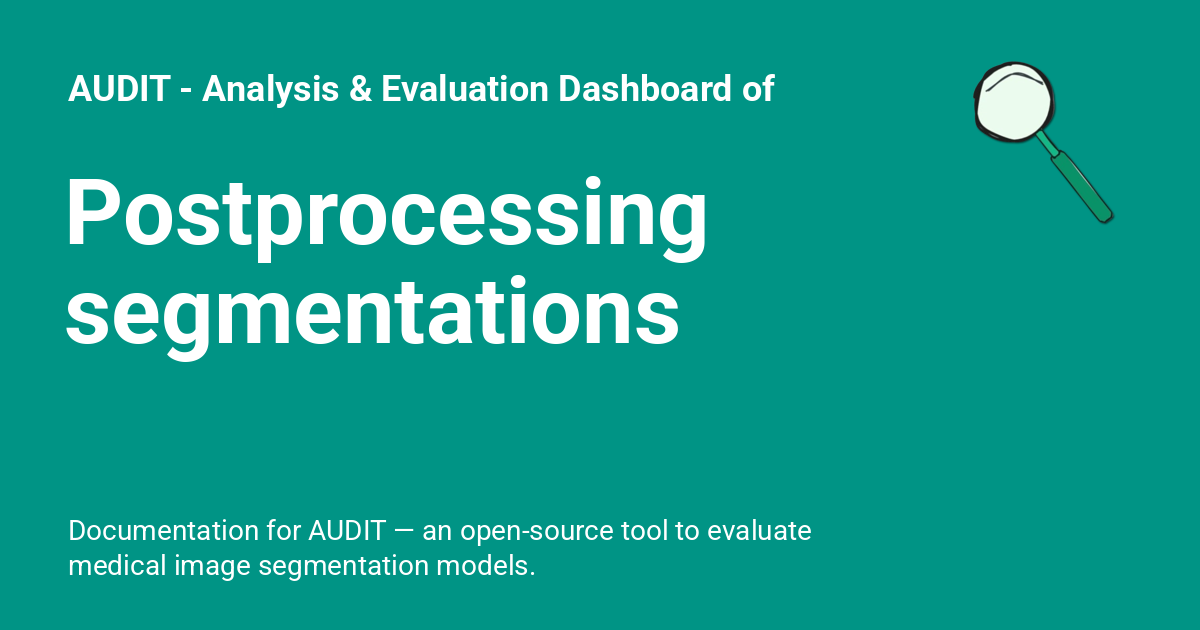 AUDIT - Analysis & Evaluation Dashboard of
Postprocessing
segmentations
Documentation for AUDIT — an open-source tool to evaluate
medical image segmentation models.